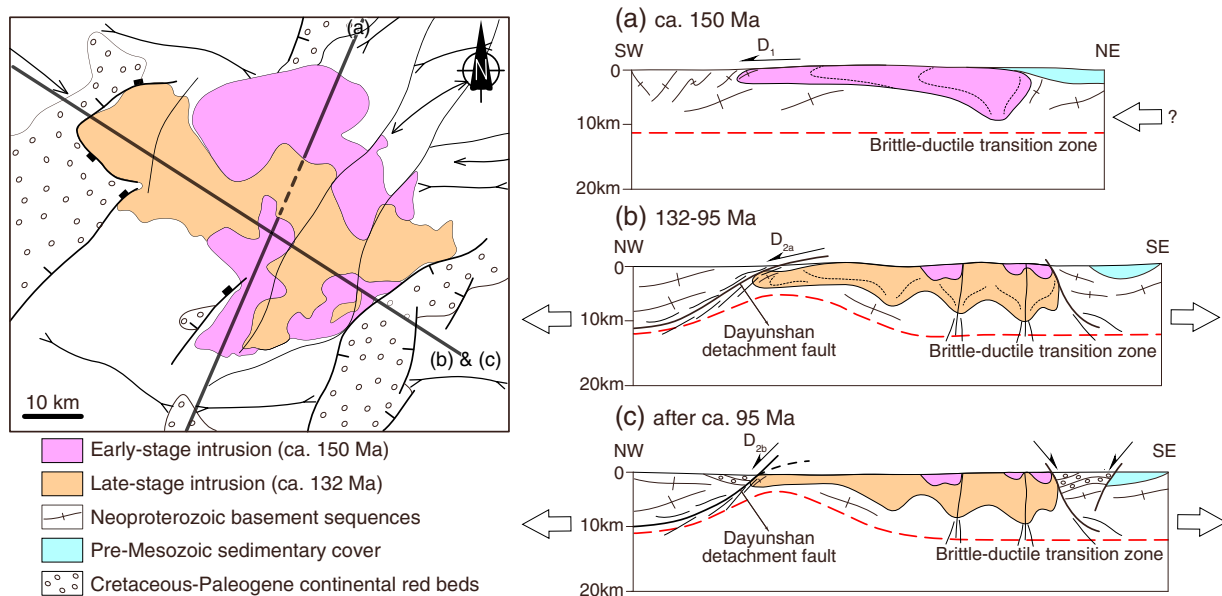 (a)
N
(b) & (c)
10 km
Early-stage intrusion (ca. 150 Ma)
Late-stage intrusion (ca. 132 Ma)
Neoproterozoic basement sequences
Pre-Mesozoic sedimentary cover
Cretaceous-Paleogene continental red beds
(a) ca. 150 Ma
SW
D1
NE
0
10km
20km
?
Brittle-ductile transition zone
(b) 132-95 Ma
NW
D2a
SE
0
10km
20km
Dayunshan
detachment fault
Brittle-ductile transition zone
(c) after ca. 95 Ma
NW
D2b
SE
0
10km
20km
Dayunshan
detachment fault
Brittle-ductile transition zone